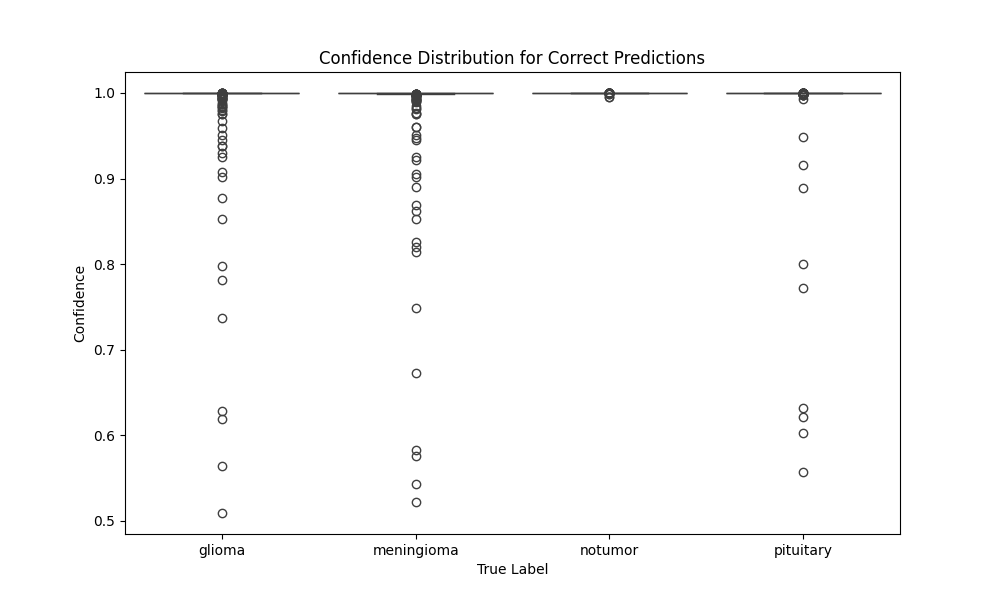 Confidence Distribution for Correct Predictions
1.0
0.9
0.8
0.7
0.6
0.5
Confidence
glioma meningioma notumor pituitary
True Label